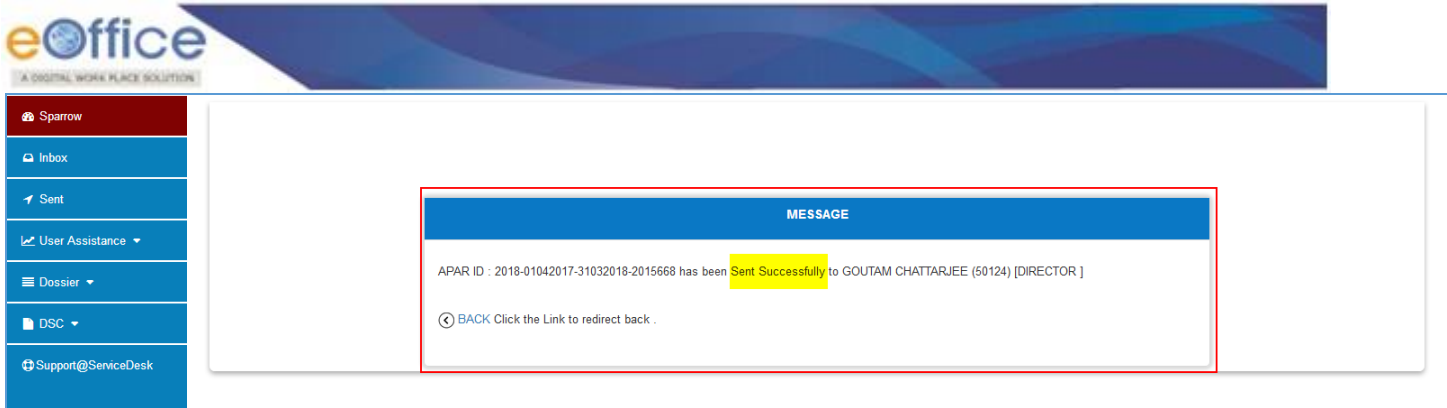 eOffice
A DIGITAL WORK PLACE SOLUTION
Sparrow
Inbox
Sent
User Assistance
Dossier
DSC
Support@ServiceDesk
MESSAGE
APAR ID : 2018-01042017-31032018-2015668 has been Sent Successfully to GOUTAM CHATTARJEE (50124) [DIRECTOR ]
BACK Click the Link to redirect back .